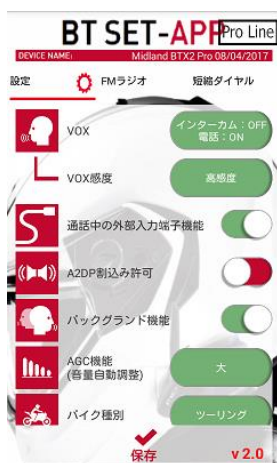 BT SET-APP Pro Line
DEVICE NAME: Midland BTX2 Pro 08/04/2017
設定 FMラジオ 短縮ダイヤル
VOX
インターカム：OFF
電話：ON
VOX感度
高感度
通話中の外部入力端子機能
A2DP割込み許可
バックグランド機能
AGC機能
(音量自動調整)
大
バイク種別
ツーリング
保存
v 2.0